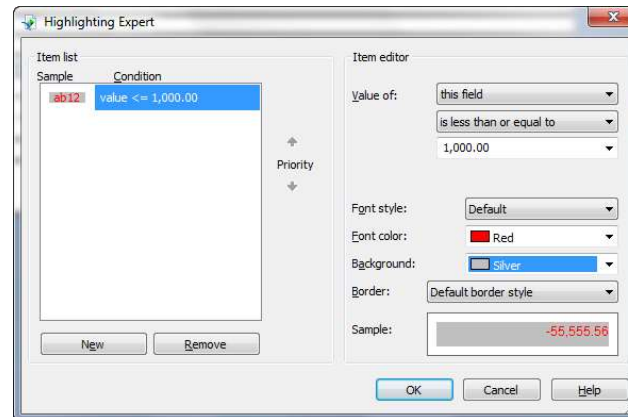 Highlighting Expert
Item list
Sample Condition
ab12 value <= 1,000.00
Priority
New Remove
Item editor
Value of: this field
is less than or equal to
1,000.00
Font style: Default
Font color: Red
Background: Silver
Border: Default border style
Sample: -55,555.56
OK Cancel Help